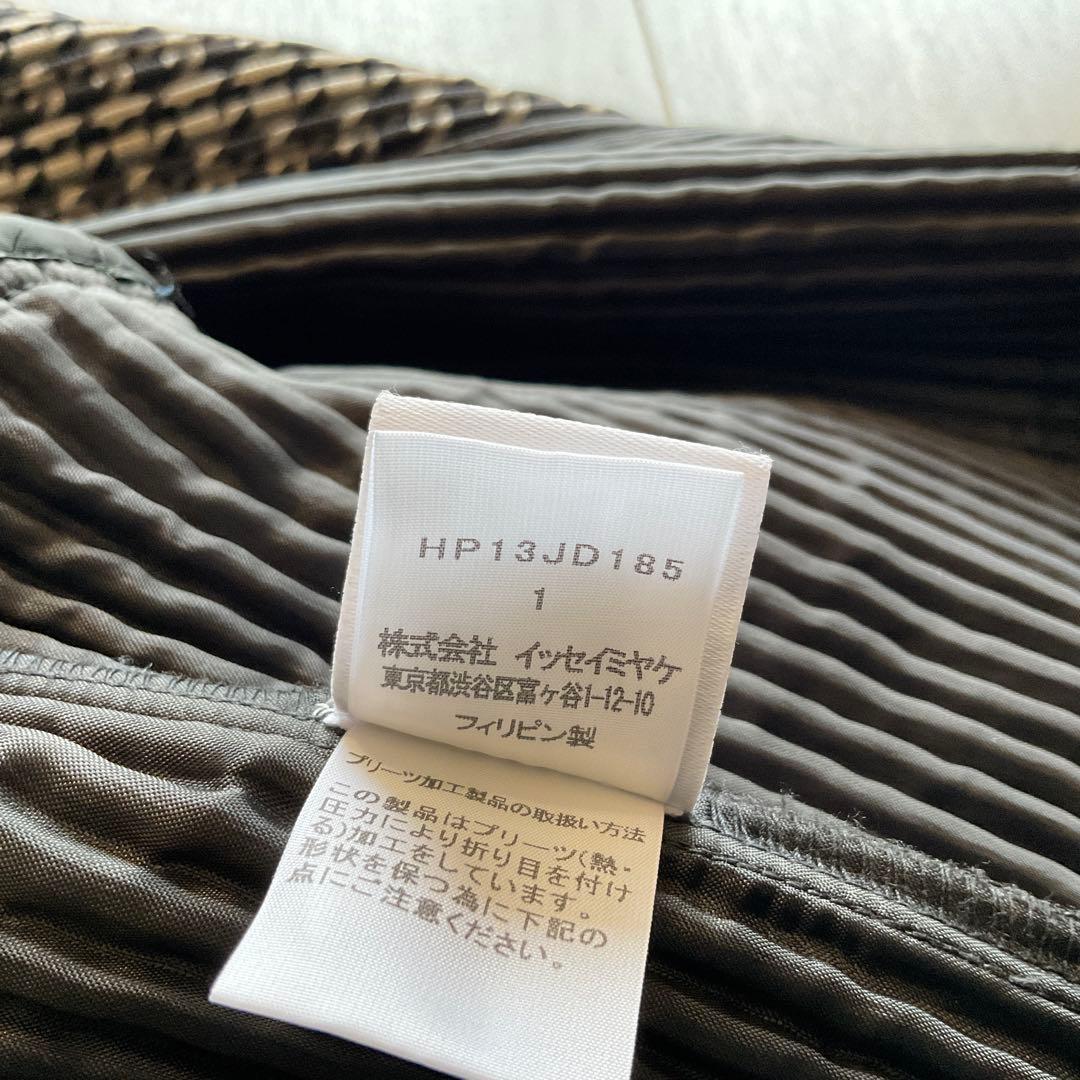 HP13JD185
1
株式会社 イッセイミヤケ
東京都渋谷区富ヶ谷1-12-10
フィリピン製
プリーツ加工製品の取扱い方法
この製品はプリーツ(熱・
圧力により折り目を付け
る)加工をしています。
形状を保つ為に下記の
点にご注意ください。